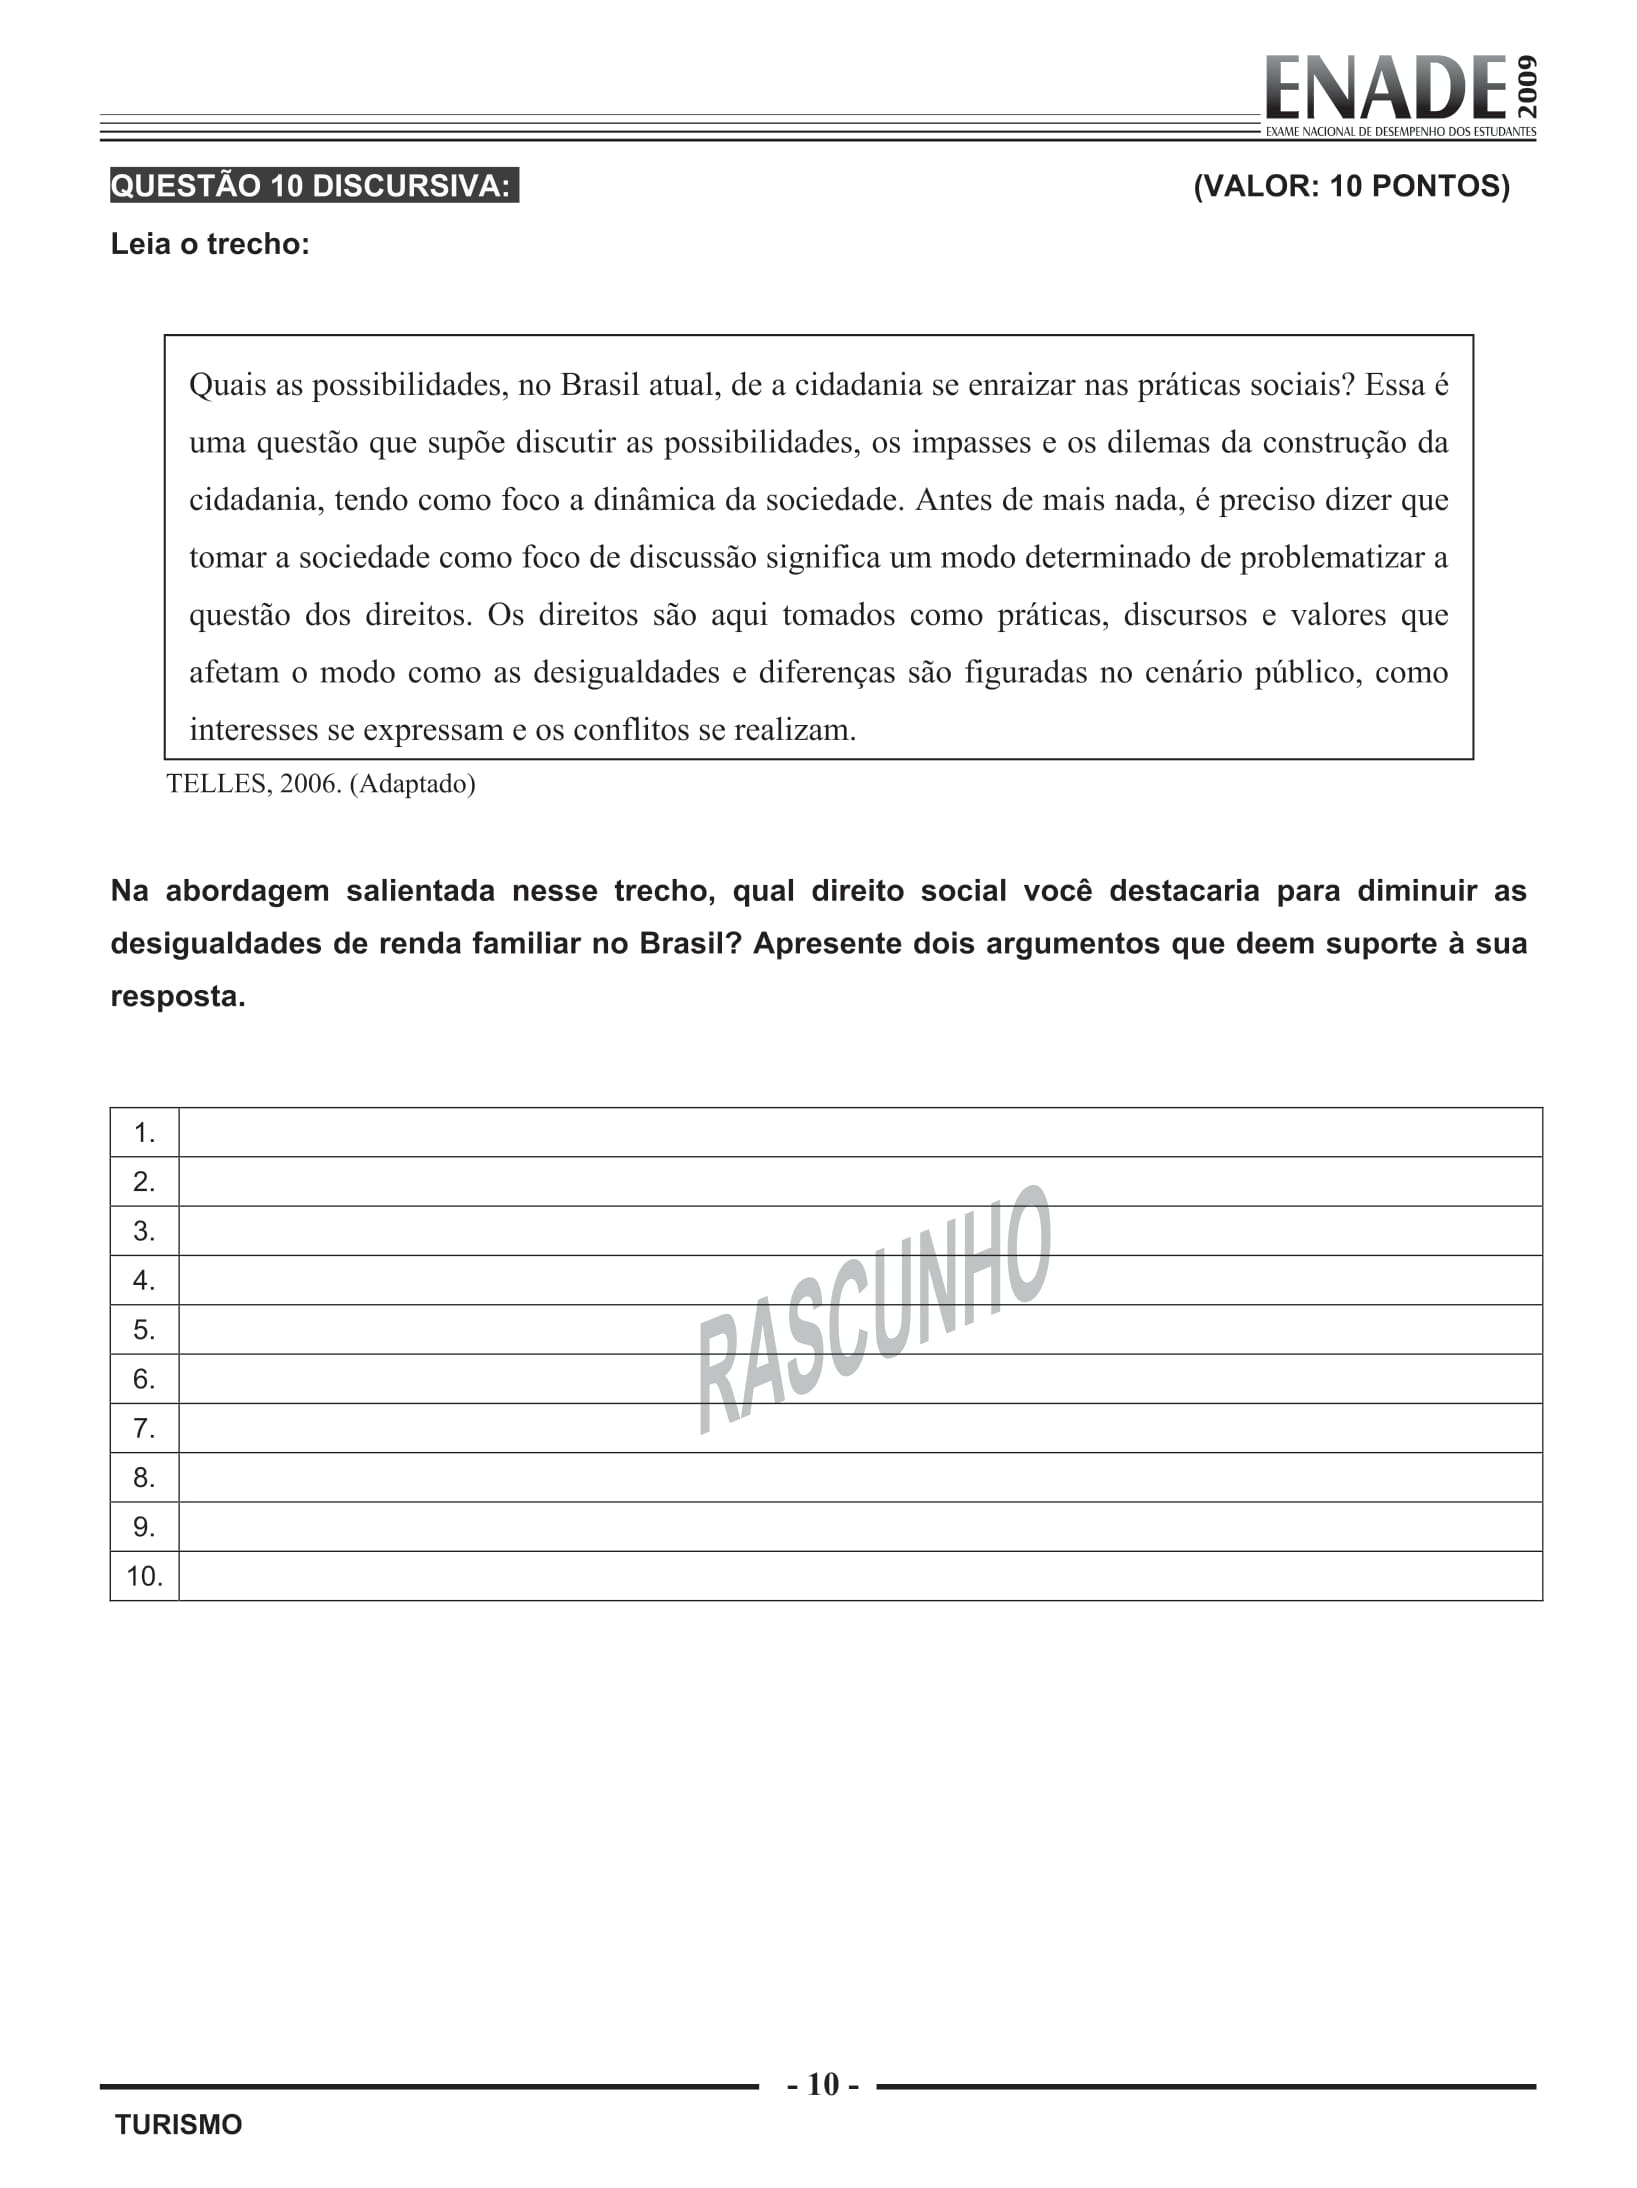 ENADE 2009
EXAME NACIONAL DE DESEMPENHO DOS ESTUDANTES
QUESTÃO 10 DISCURSIVA: (VALOR: 10 PONTOS)
Leia o trecho:
Quais as possibilidades, no Brasil atual, de a cidadania se enraizar nas práticas sociais? Essa é
uma questão que supõe discutir as possibilidades, os impasses e os dilemas da construção da
cidadania, tendo como foco a dinâmica da sociedade. Antes de mais nada, é preciso dizer que
tomar a sociedade como foco de discussão significa um modo determinado de problematizar a
questão dos direitos. Os direitos são aqui tomados como práticas, discursos e valores que
afetam o modo como as desigualdades e diferenças são figuradas no cenário público, como
interesses se expressam e os conflitos se realizam.
TELLES, 2006. (Adaptado)
Na abordagem salientada nesse trecho, qual direito social você destacaria para diminuir as
desigualdades de renda familiar no Brasil? Apresente dois argumentos que deem suporte à sua
resposta.
1.
2.
3.
4.
5.
6.
7.
8.
9.
10.
RASCUNHO
- 10 -
TURISMO